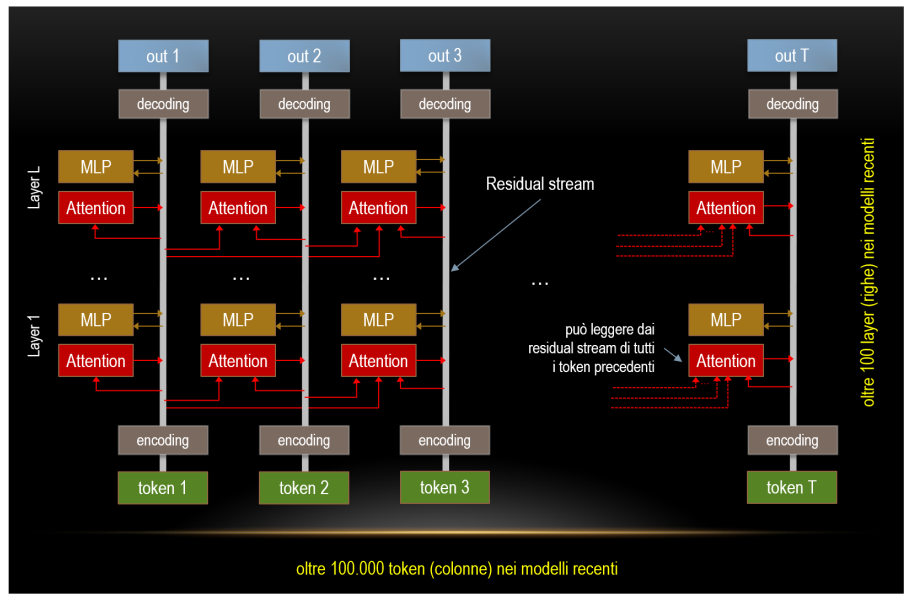 out 1 out 2 out 3 out T
decoding decoding decoding decoding
MLP MLP MLP MLP
Layer L
Attention Attention Attention Attention
Residual stream
... ... ... ...
MLP MLP MLP MLP
Layer 1
Attention Attention Attention Attention
può leggere dai
residual stream di tutti
i token precedenti
encoding encoding encoding encoding
token 1 token 2 token 3 token T
oltre 100 layer (righe) nei modelli recenti
oltre 100.000 token (colonne) nei modelli recenti